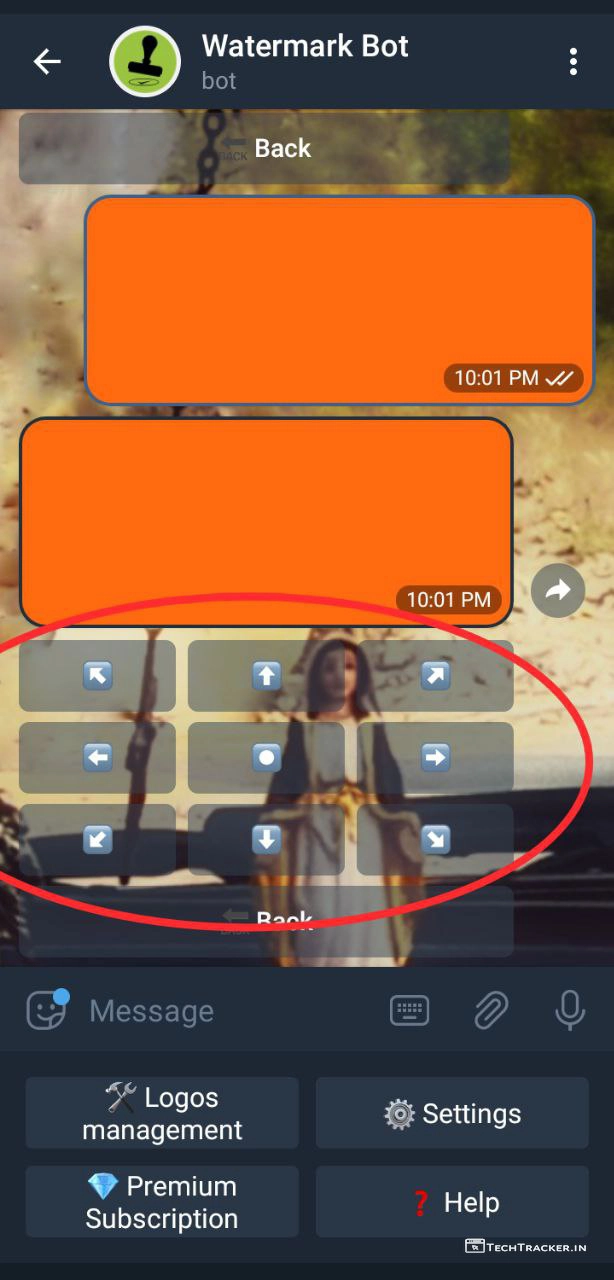 Watermark Bot
bot
BACK Back
10:01 PM
10:01 PM
BACK Back
Message
Logos
management
Settings
Premium
Subscription
Help
TECHTRACKER.IN